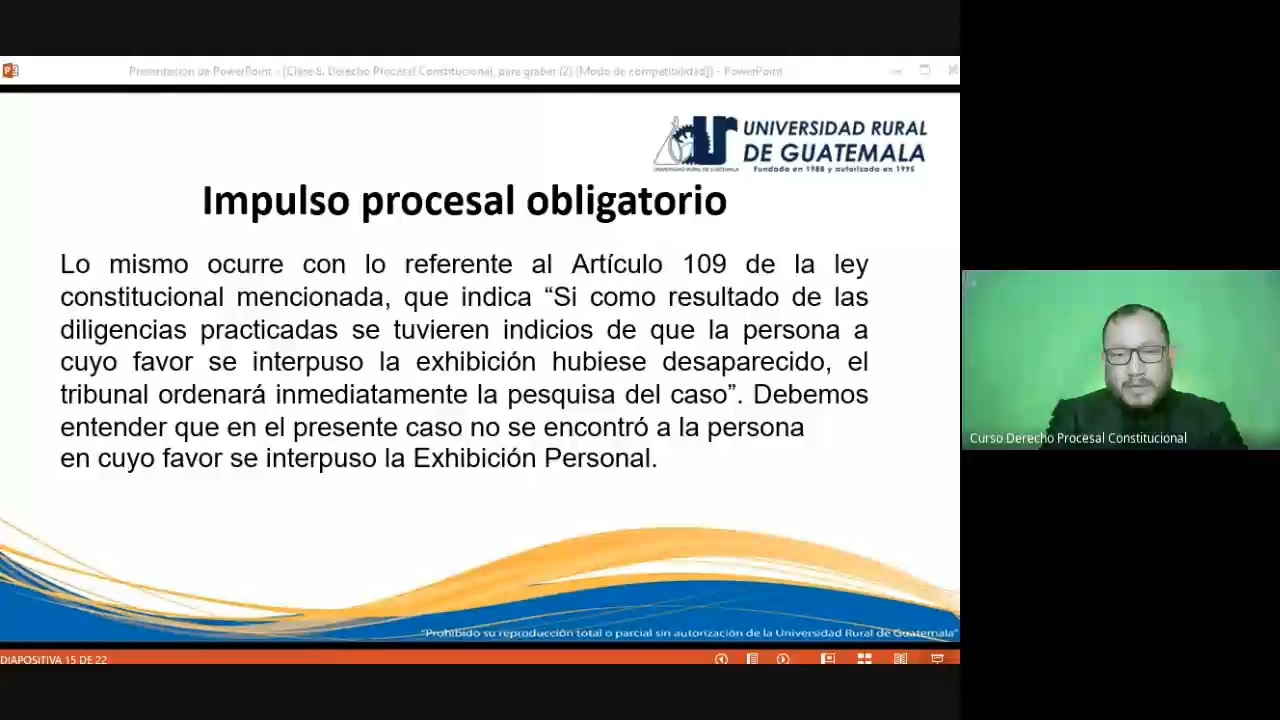 Presentación de PowerPoint - [Clase 8. Derecho Procesal Constitucional, para grabar (2) [Modo de compatibilidad]] - PowerPoint
UNIVERSIDAD RURAL
DE GUATEMALA
Fundada en 1988 y autorizada en 1995
UNIVERSIDAD RURAL DE GUATEMALA
Impulso procesal obligatorio
Lo mismo ocurre con lo referente al Artículo 109 de la ley
constitucional mencionada, que indica “Si como resultado de las
diligencias practicadas se tuvieren indicios de que la persona a
cuyo favor se interpuso la exhibición hubiese desaparecido, el
tribunal ordenará inmediatamente la pesquisa del caso”. Debemos
entender que en el presente caso no se encontró a la persona
en cuyo favor se interpuso la Exhibición Personal.
Curso Derecho Procesal Constitucional
“Prohibido su reproducción total o parcial sin autorización de la Universidad Rural de Guatemala”
DIAPOSITIVA 15 DE 22